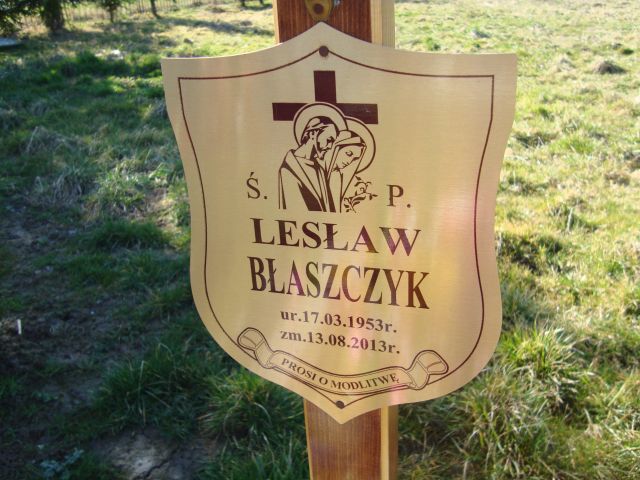 Ś. P.
LESŁAW
BŁASZCZYK
ur.17.03.1953r.
zm.13.08.2013r.
PROSI O MODLITWĘ